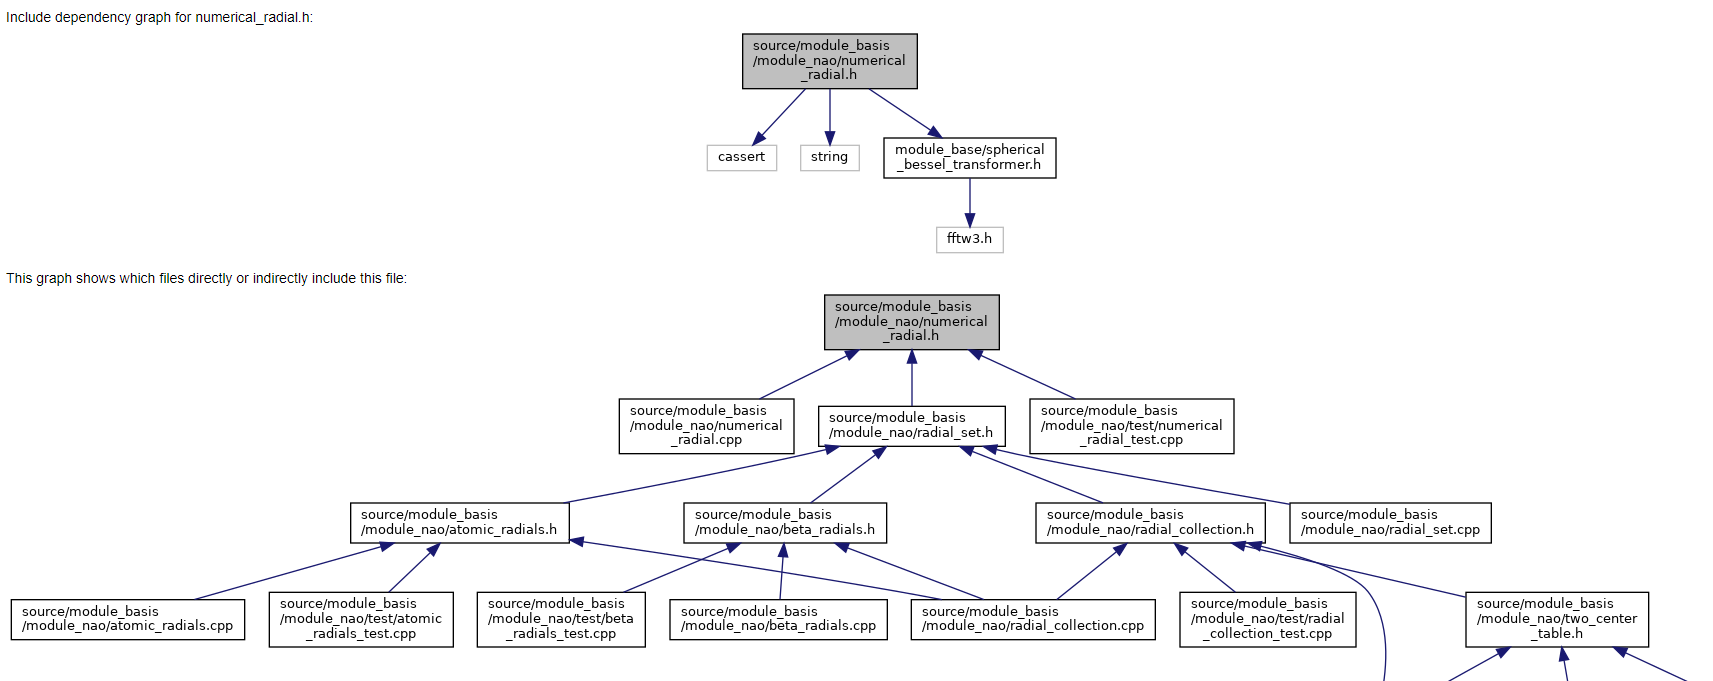 Include dependency graph for numerical_radial.h:
source/module_basis
/module_nao/numerical
_radial.h
cassert
string
module_base/spherical
_bessel_transformer.h
fftw3.h
This graph shows which files directly or indirectly include this file:
source/module_basis
/module_nao/numerical
_radial.h
source/module_basis
/module_nao/numerical
_radial.cpp
source/module_basis
/module_nao/radial_set.h
source/module_basis
/module_nao/test/numerical
_radial_test.cpp
source/module_basis
/module_nao/atomic_radials.h
source/module_basis
/module_nao/beta_radials.h
source/module_basis
/module_nao/radial_collection.h
source/module_basis
/module_nao/radial_set.cpp
source/module_basis
/module_nao/atomic_radials.cpp
source/module_basis
/module_nao/test/atomic
_radials_test.cpp
source/module_basis
/module_nao/test/beta
_radials_test.cpp
source/module_basis
/module_nao/beta_radials.cpp
source/module_basis
/module_nao/radial_collection.cpp
source/module_basis
/module_nao/test/radial
_collection_test.cpp
source/module_basis
/module_nao/two_center
_table.h